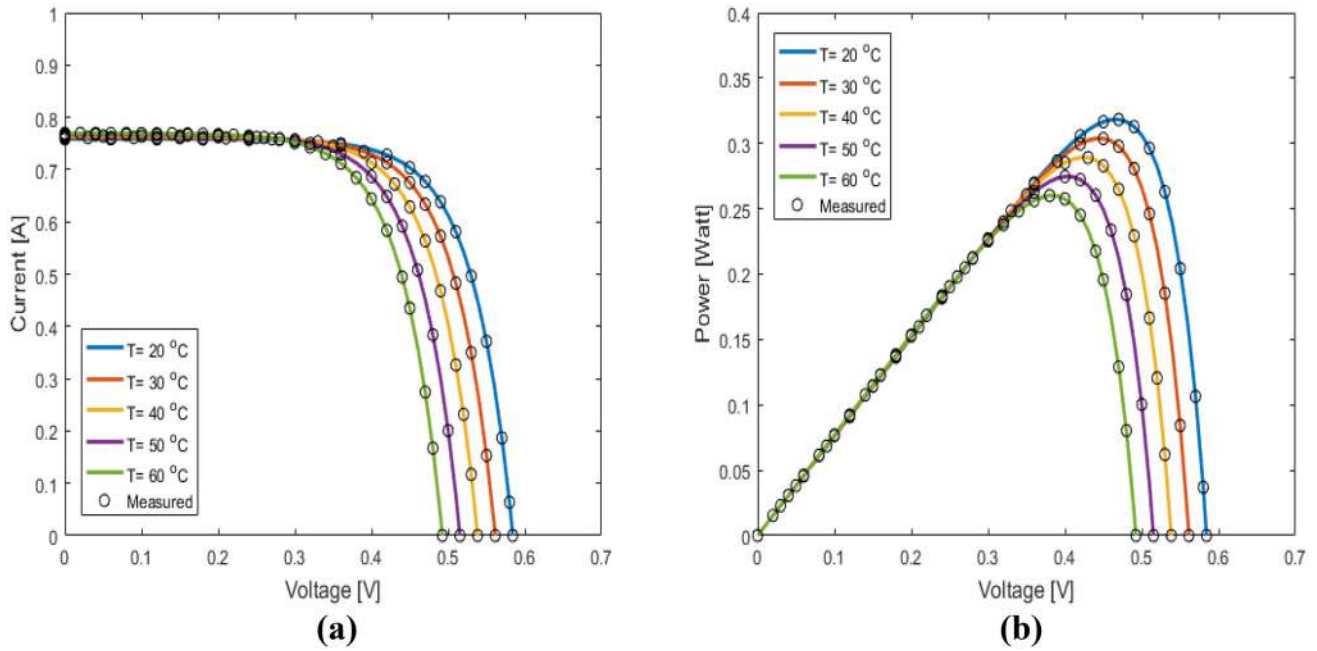 1
0.9
0.8
0.7
0.6
0.5
0.4
0.3
0.2
0.1
0
Current [A]
T= 20 °C
T= 30 °C
T= 40 °C
T= 50 °C
T= 60 °C
Measured
0 0.1 0.2 0.3 0.4 0.5 0.6 0.7
Voltage [V]
(a)
0.4
0.35
0.3
0.25
0.2
0.15
0.1
0.05
0
Power [Watt]
T= 20 °C
T= 30 °C
T= 40 °C
T= 50 °C
T= 60 °C
Measured
0 0.1 0.2 0.3 0.4 0.5 0.6 0.7
Voltage [V]
(b)